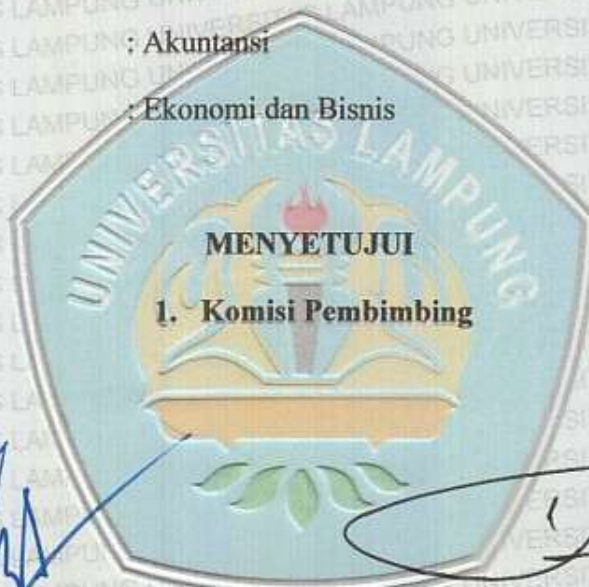 : Akuntansi
: Ekonomi dan Bisnis
UNIVERSITAS LAMPUNG
MENYETUJUI
1. Komisi Pembimbing